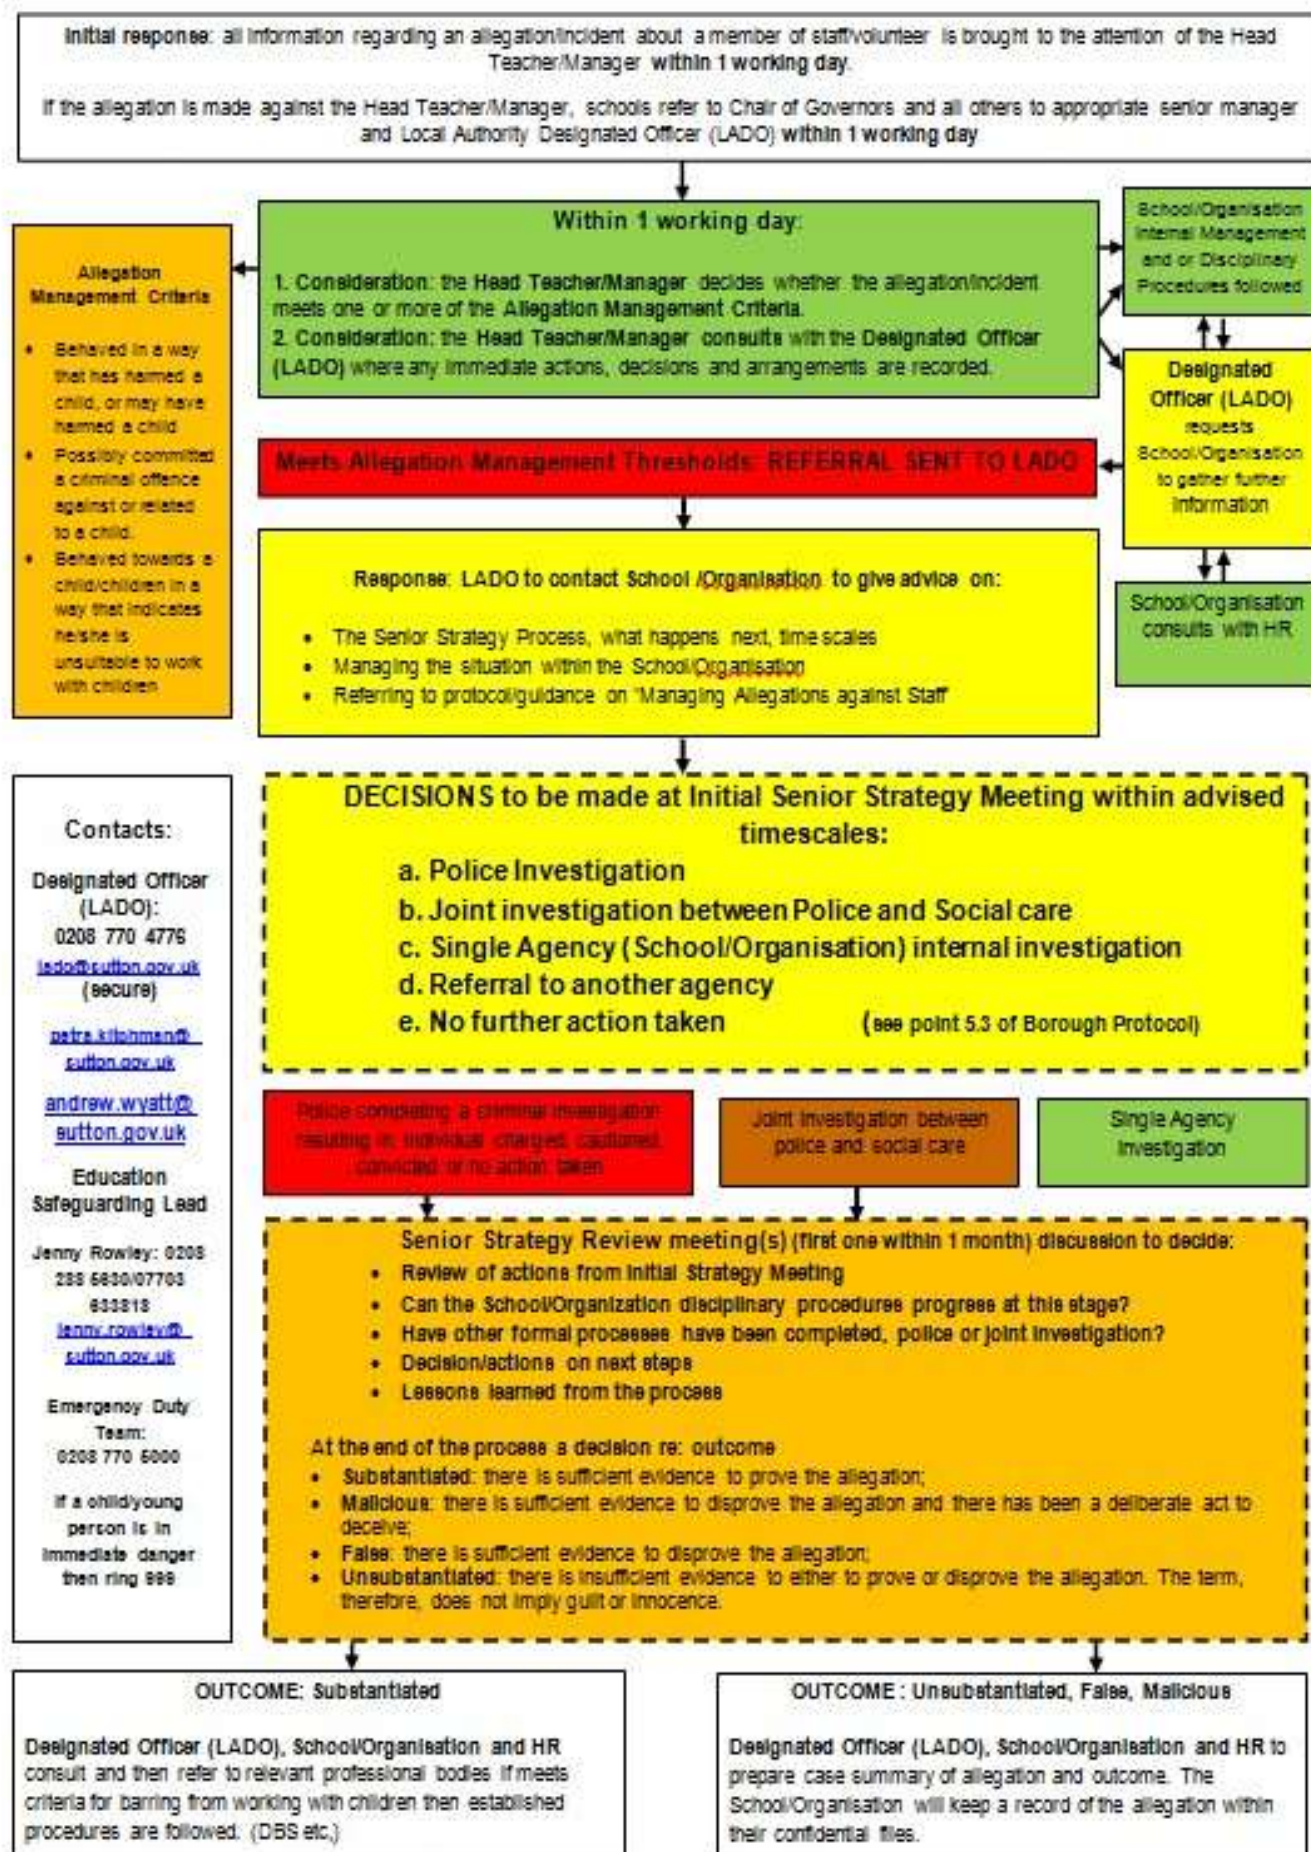 Initial response: all information regarding an allegation/incident about a member of staff/volunteer is brought to the attention of the Head
Teacher/Manager within 1 working day.
If the allegation is made against the Head Teacher/Manager, schools refer to Chair of Governors and all others to appropriate senior manager
and Local Authority Designated Officer (LADO) within 1 working day
Allegation
Management Criteria
• Behaved in a way
that has harmed a
child, or may have
harmed a child
• Possibly committed
a criminal offence
against or related
to a child.
• Behaved towards a
child/children in a
way that indicates
he/she is
unsuitable to work
with children
Within 1 working day:
1. Consideration: the Head Teacher/Manager decides whether the allegation/incident
meets one or more of the Allegation Management Criteria.
2. Consideration: the Head Teacher/Manager consults with the Designated Officer
(LADO) where any immediate actions, decisions and arrangements are recorded.
School/Organisation
Internal Management
and or Disciplinary
Procedures followed
Designated
Officer (LADO)
requests
School/Organisation
to gather further
information
School/Organisation
consults with HR
Meets Allegation Management Thresholds: REFERRAL SENT TO LADO
Response: LADO to contact School /Organisation to give advice on:
• The Senior Strategy Process, what happens next, time scales
• Managing the situation within the School/Organisation
• Referring to protocol/guidance on "Managing Allegations against Staff'
DECISIONS to be made at Initial Senior Strategy Meeting within advised
timescales:
a. Police Investigation
b. Joint investigation between Police and Social care
c. Single Agency (School/Organisation) internal investigation
d. Referral to another agency
e. No further action taken (see point 5.3 of Borough Protocol)
Contacts:
Designated Officer
(LADO):
0208 770 4776
lado@sutton.gov.uk
(secure)
petra.kitchman@
sutton.gov.uk
andrew.wyatt@
sutton.gov.uk
Education
Safeguarding Lead
Jenny Rowley: 0208
288 5630/07703
633818
jenny.rowley@
sutton.gov.uk
Emergency Duty
Team:
0208 770 5000
If a child/young
person is in
immediate danger
then ring 999
Police completing a criminal investigation
resulting in individual charged, cautioned,
convicted or no action taken
Joint investigation between
police and social care
Single Agency
Investigation
Senior Strategy Review meeting(s) (first one within 1 month) discussion to decide:
• Review of actions from Initial Strategy Meeting
• Can the School/Organization disciplinary procedures progress at this stage?
• Have other formal processes have been completed, police or joint investigation?
• Decision/actions on next steps
• Lessons learned from the process
At the end of the process a decision re: outcome
• Substantiated: there is sufficient evidence to prove the allegation;
• Malicious: there is sufficient evidence to disprove the allegation and there has been a deliberate act to
deceive;
• False: there is sufficient evidence to disprove the allegation;
• Unsubstantiated: there is insufficient evidence to either to prove or disprove the allegation. The term,
therefore, does not imply guilt or innocence.
OUTCOME: Substantiated
Designated Officer (LADO), School/Organisation and HR
consult and then refer to relevant professional bodies if meets
criteria for barring from working with children then established
procedures are followed. (DBS etc,)
OUTCOME : Unsubstantiated, False, Malicious
Designated Officer (LADO), School/Organisation and HR to
prepare case summary of allegation and outcome. The
School/Organisation will keep a record of the allegation within
their confidential files.